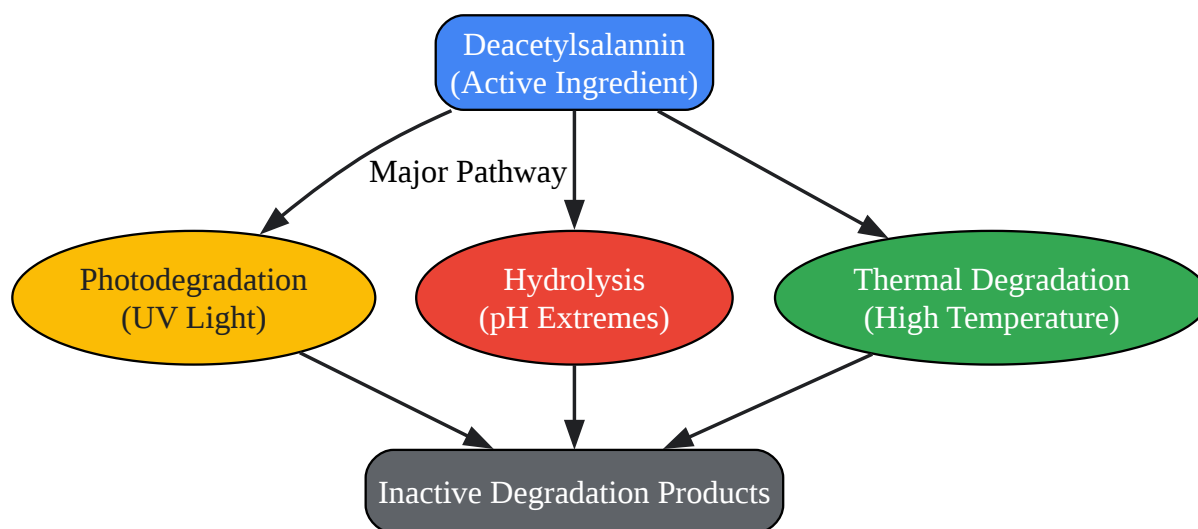 Deacetylsalannin
(Active Ingredient)
Major Pathway
Photodegradation
(UV Light)
Hydrolysis
(pH Extremes)
Thermal Degradation
(High Temperature)
Inactive Degradation Products